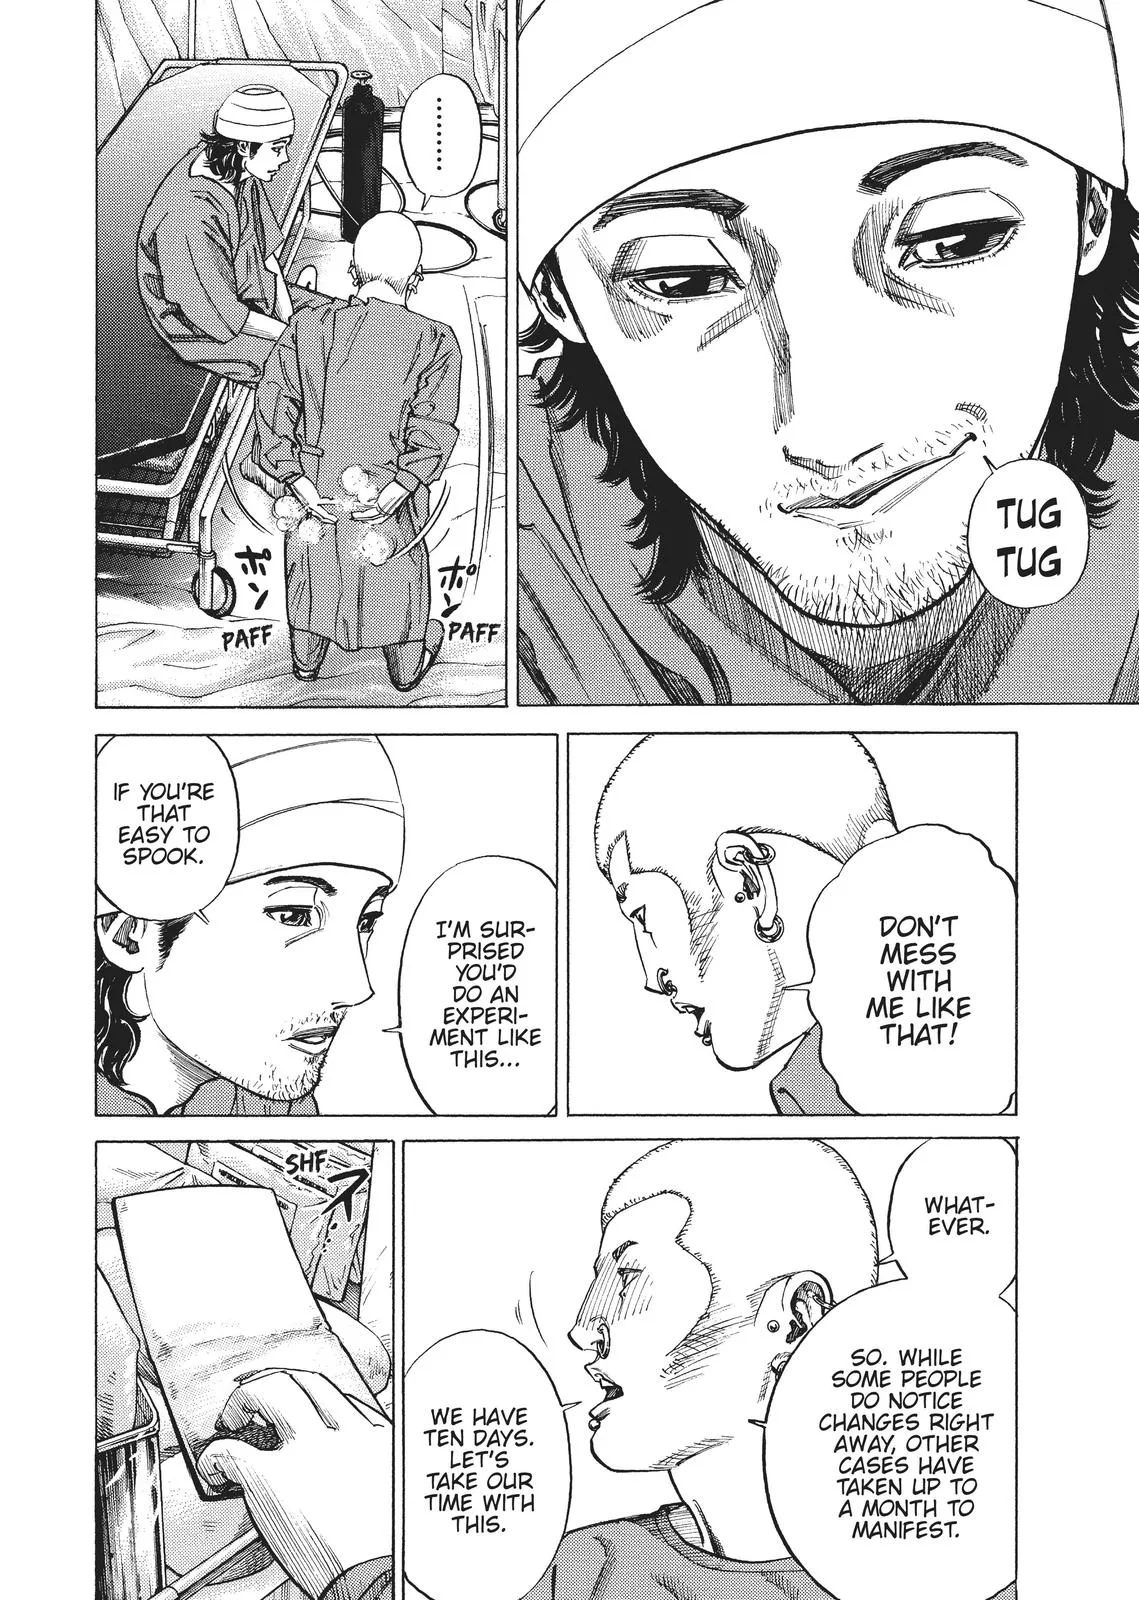 TUG
TUG
………
ポン
PAFF
ポン
PAFF
DON'T
MESS
WITH
ME LIKE
THAT!
I'M SUR-
PRISED
YOU'D
DO AN
EXPERI-
MENT LIKE
THIS...
IF YOU'RE
THAT
EASY TO
SPOOK.
WHAT-
EVER.
SO. WHILE
SOME PEOPLE
DO NOTICE
CHANGES RIGHT
AWAY, OTHER
CASES HAVE
TAKEN UP TO
A MONTH TO
MANIFEST.
WE HAVE
TEN DAYS.
LET'S
TAKE OUR
TIME WITH
THIS.
SHF
ス